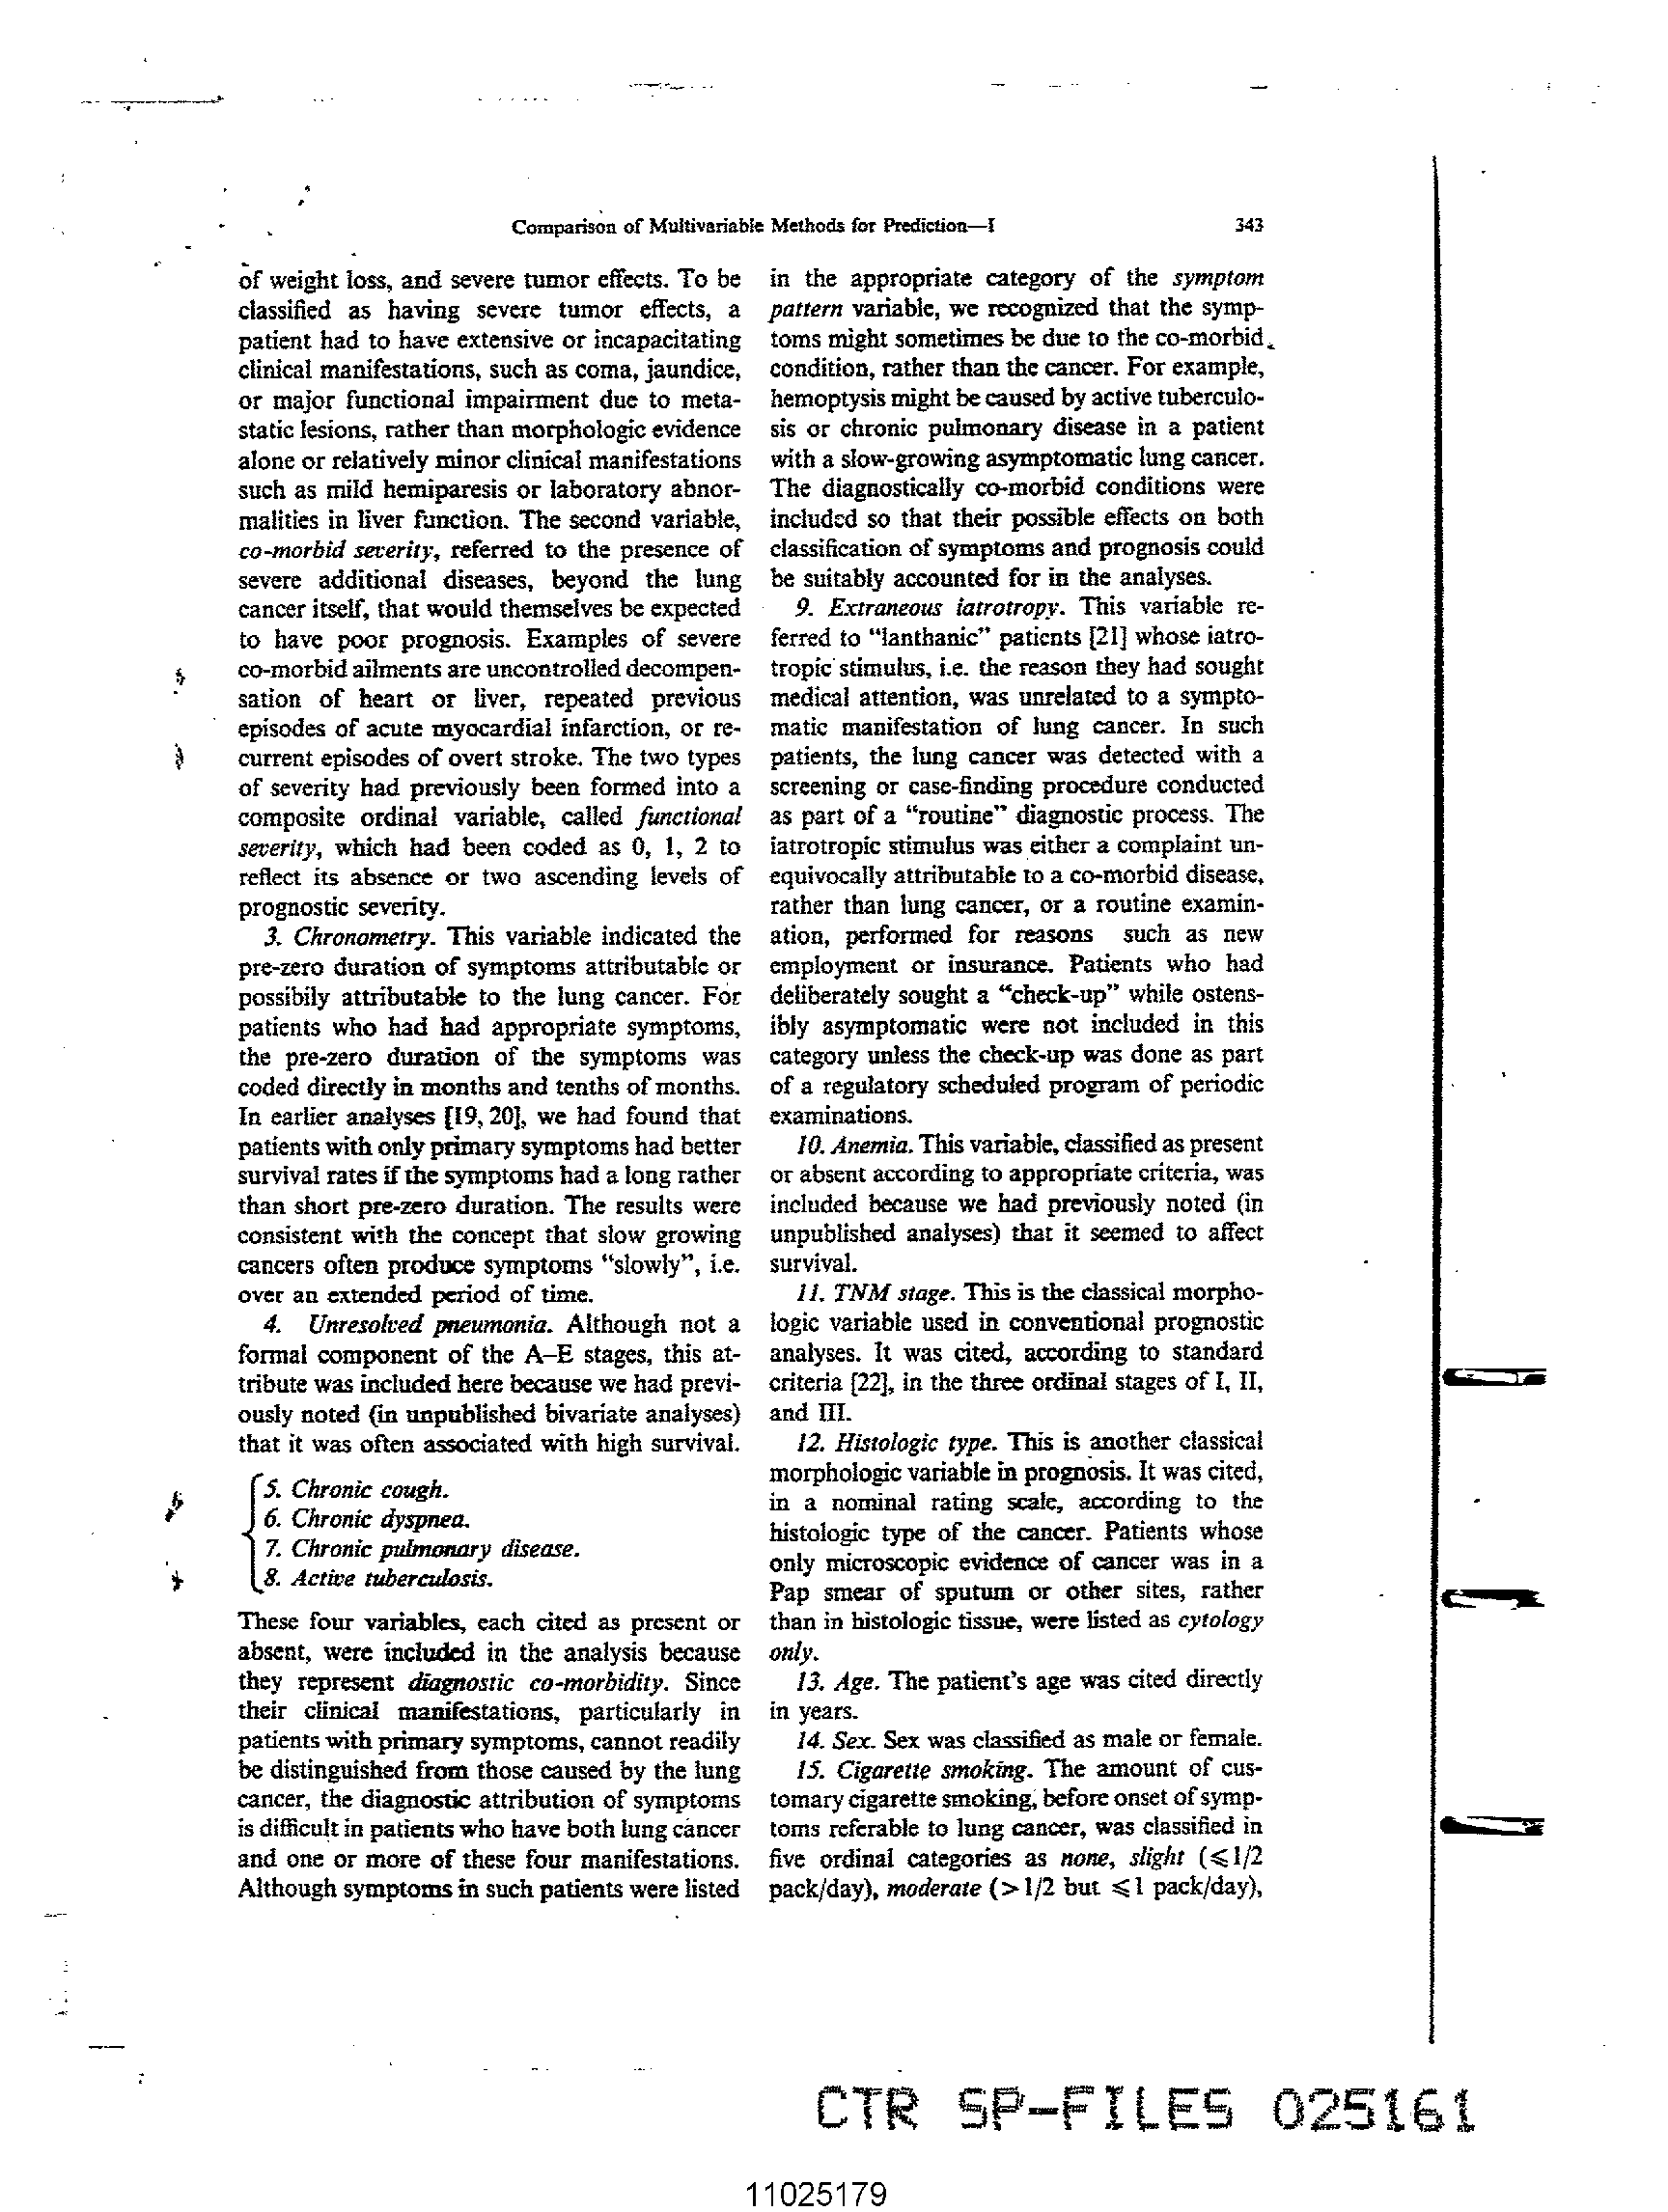 Comparison of Multivariable Methods for Prediction—I 343
of weight loss, and severe tumor effects. To be
classified as having severe tumor effects, a
patient had to have extensive or incapacitating
clinical manifestations, such as coma, jaundice,
or major functional impairment due to meta-
static lesions, rather than morphologic evidence
alone or relatively minor clinical manifestations
such as mild hemiparesis or laboratory abnor-
malities in liver function. The second variable,
co-morbid severity, referred to the presence of
severe additional diseases, beyond the lung
cancer itself, that would themselves be expected
to have poor prognosis. Examples of severe
co-morbid ailments are uncontrolled decompen-
sation of heart or liver, repeated previous
episodes of acute myocardial infarction, or re-
current episodes of overt stroke. The two types
of severity had previously been formed into a
composite ordinal variable, called functional
severity, which had been coded as 0, 1, 2 to
reflect its absence or two ascending levels of
prognostic severity.
3. Chronometry. This variable indicated the
pre-zero duration of symptoms attributable or
possibily attributable to the lung cancer. For
patients who had had appropriate symptoms,
the pre-zero duration of the symptoms was
coded directly in months and tenths of months.
In earlier analyses [19, 20], we had found that
patients with only primary symptoms had better
survival rates if the symptoms had a long rather
than short pre-zero duration. The results were
consistent with the concept that slow growing
cancers often produce symptoms “slowly”, i.e.
over an extended period of time.
4. Unresolved pneumonia. Although not a
formal component of the A–E stages, this at-
tribute was included here because we had previ-
ously noted (in unpublished bivariate analyses)
that it was often associated with high survival.
5. Chronic cough.
6. Chronic dyspnea.
7. Chronic pulmonary disease.
8. Active tuberculosis.
These four variables, each cited as present or
absent, were included in the analysis because
they represent diagnostic co-morbidity. Since
their clinical manifestations, particularly in
patients with primary symptoms, cannot readily
be distinguished from those caused by the lung
cancer, the diagnostic attribution of symptoms
is difficult in patients who have both lung cancer
and one or more of these four manifestations.
Although symptoms in such patients were listed
in the appropriate category of the symptom
pattern variable, we recognized that the symp-
toms might sometimes be due to the co-morbid
condition, rather than the cancer. For example,
hemoptysis might be caused by active tuberculo-
sis or chronic pulmonary disease in a patient
with a slow-growing asymptomatic lung cancer.
The diagnostically co-morbid conditions were
included so that their possible effects on both
classification of symptoms and prognosis could
be suitably accounted for in the analyses.
9. Extraneous iatrotropy. This variable re-
ferred to “lanthanic” patients [21] whose iatro-
tropic stimulus, i.e. the reason they had sought
medical attention, was unrelated to a sympto-
matic manifestation of lung cancer. In such
patients, the lung cancer was detected with a
screening or case-finding procedure conducted
as part of a “routine” diagnostic process. The
iatrotropic stimulus was either a complaint un-
equivocally attributable to a co-morbid disease,
rather than lung cancer, or a routine examin-
ation, performed for reasons such as new
employment or insurance. Patients who had
deliberately sought a “check-up” while ostens-
ibly asymptomatic were not included in this
category unless the check-up was done as part
of a regulatory scheduled program of periodic
examinations.
10. Anemia. This variable, classified as present
or absent according to appropriate criteria, was
included because we had previously noted (in
unpublished analyses) that it seemed to affect
survival.
11. TNM stage. This is the classical morpho-
logic variable used in conventional prognostic
analyses. It was cited, according to standard
criteria [22], in the three ordinal stages of I, II,
and III.
12. Histologic type. This is another classical
morphologic variable in prognosis. It was cited,
in a nominal rating scale, according to the
histologic type of the cancer. Patients whose
only microscopic evidence of cancer was in a
Pap smear of sputum or other sites, rather
than in histologic tissue, were listed as cytology
only.
13. Age. The patient’s age was cited directly
in years.
14. Sex. Sex was classified as male or female.
15. Cigarette smoking. The amount of cus-
tomary cigarette smoking, before onset of symp-
toms referable to lung cancer, was classified in
five ordinal categories as none, slight (⩽1/2
pack/day), moderate (>1/2 but ⩽1 pack/day),
CTR SP-FILES 025161
11025179